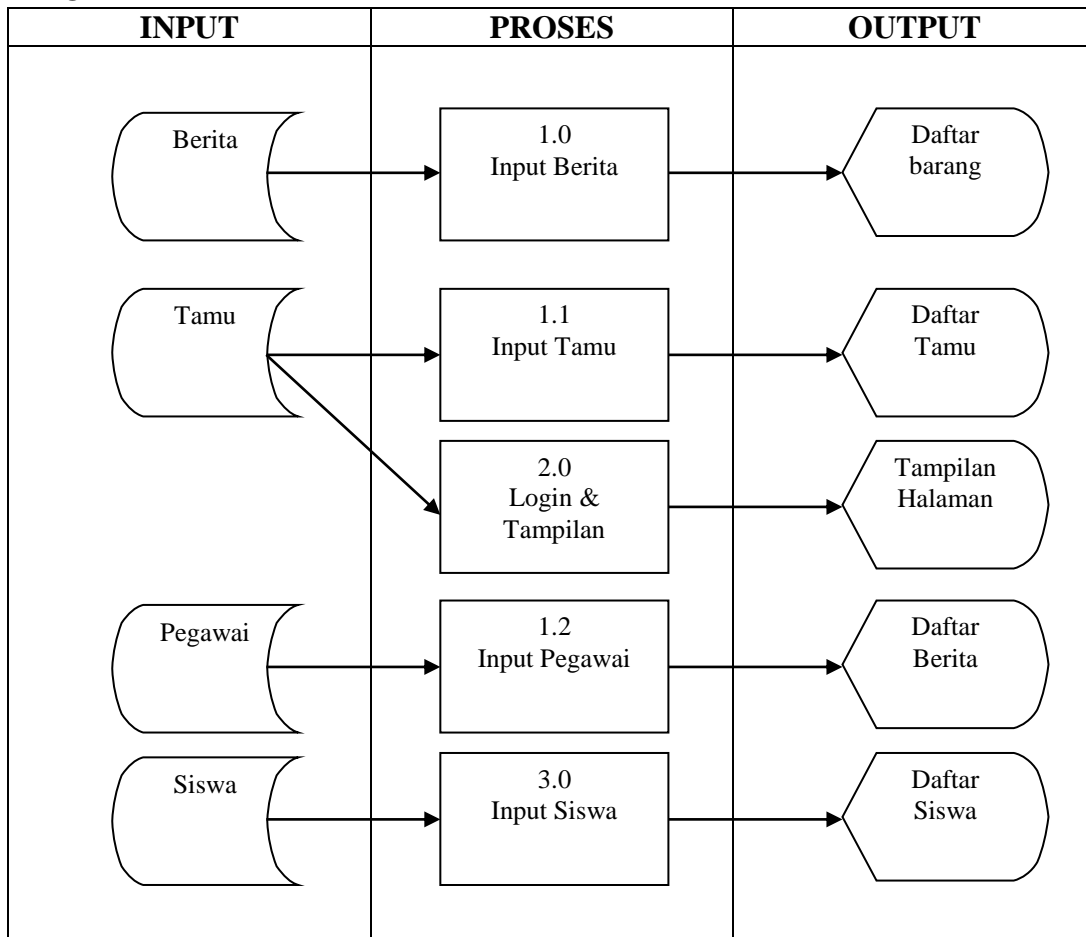 INPUT
PROSES
OUTPUT
Berita
1.0
Input Berita
Daftar
barang
Tamu
1.1
Input Tamu
Daftar
Tamu
2.0
Login &
Tampilan
Tampilan
Halaman
Pegawai
1.2
Input Pegawai
Daftar
Berita
Siswa
3.0
Input Siswa
Daftar
Siswa